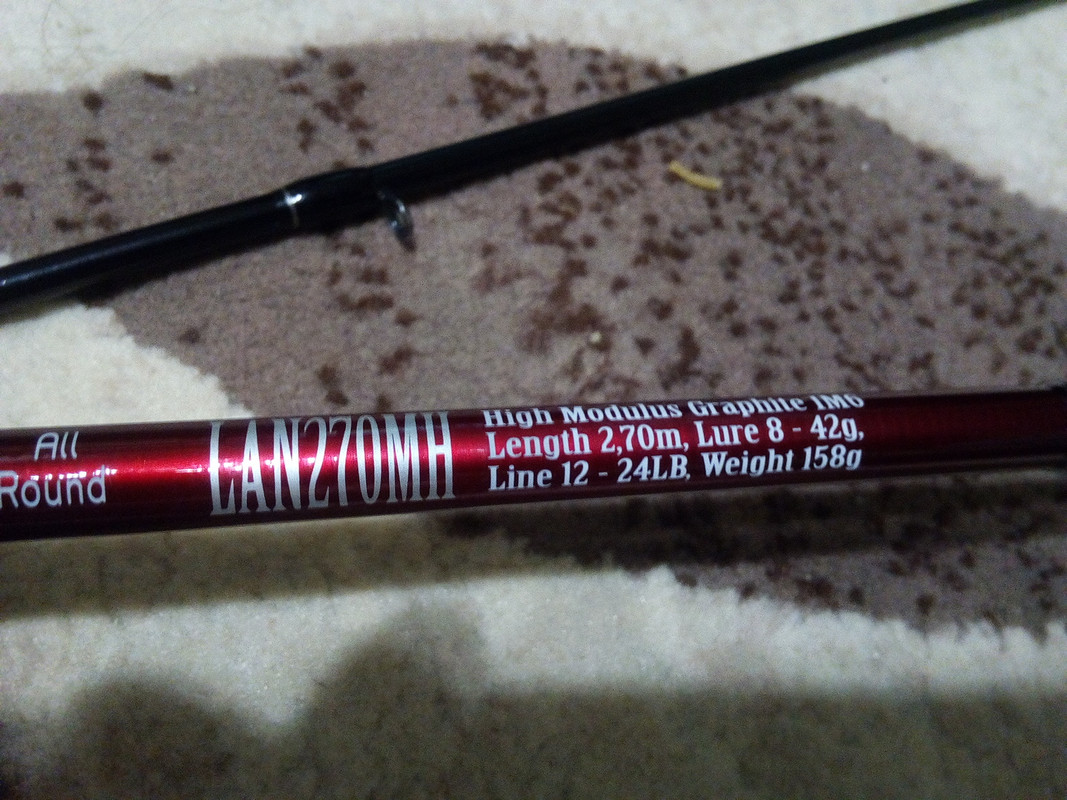 All
Round
LAN270MH
High Modulus Graphite IM6
Length 2,70m, Lure 8 - 42g,
Line 12 - 24LB, Weight 158g